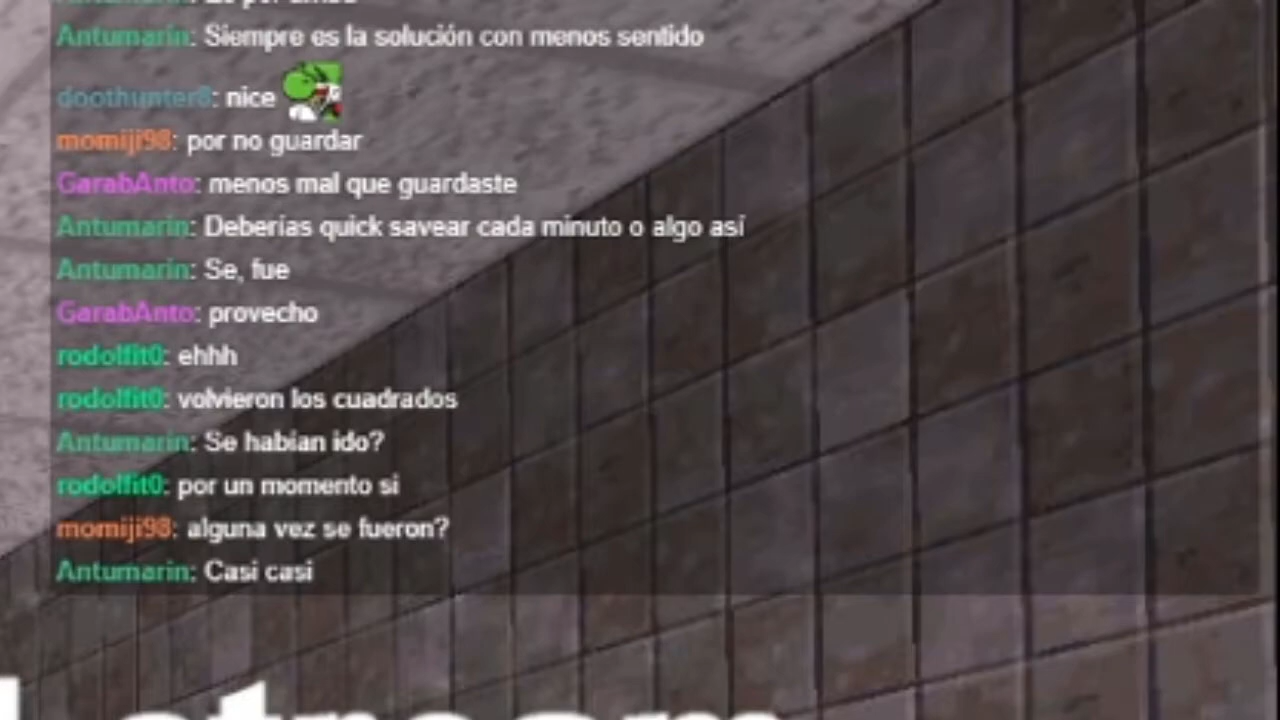 Antumarin: Siempre es la solución con menos sentido
doothunter8: nice
momiji98: por no guardar
GarabAnto: menos mal que guardaste
Antumarin: Deberías quick savear cada minuto o algo así
Antumarin: Se, fue
GarabAnto: provecho
rodolfit0: ehhh
rodolfit0: volvieron los cuadrados
Antumarin: Se habían ido?
rodolfit0: por un momento si
momiji98: alguna vez se fueron?
Antumarin: Casi casi